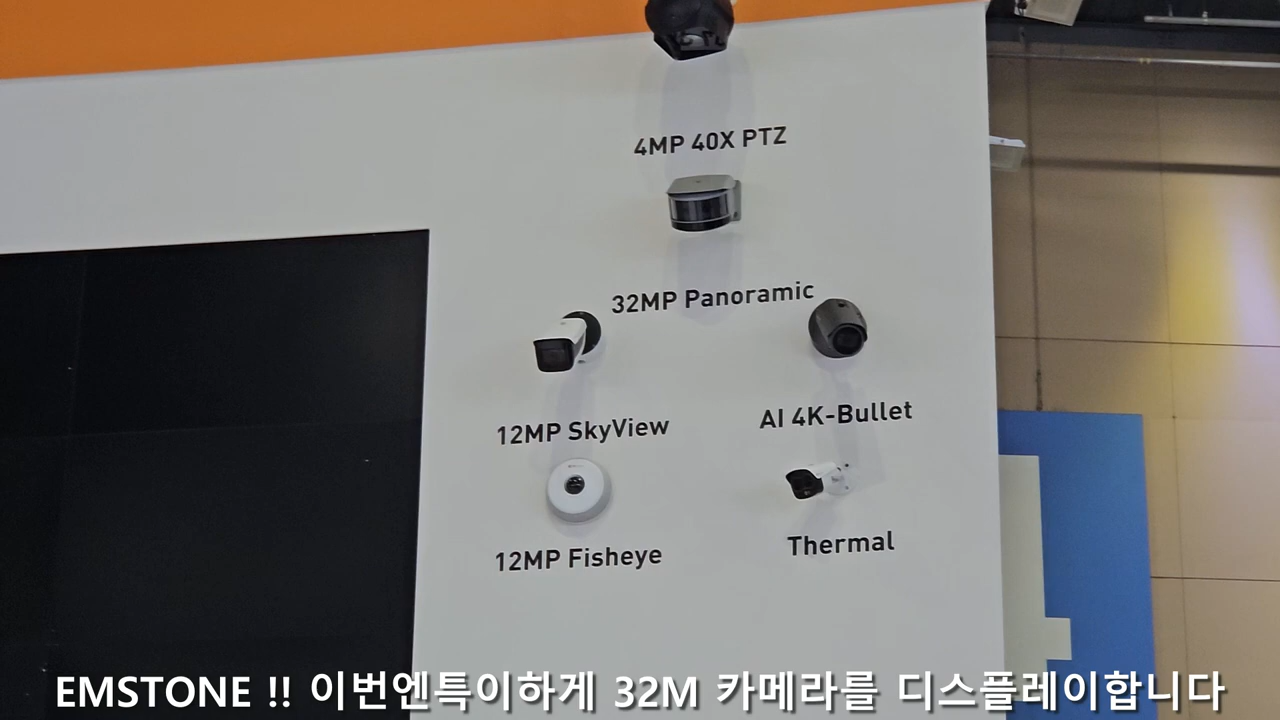 4MP 40X PTZ
32MP Panoramic
12MP SkyView
AI 4K-Bullet
12MP Fisheye
Thermal
EMSTONE !! 이번엔특이하게 32M 카메라를 디스플레이합니다